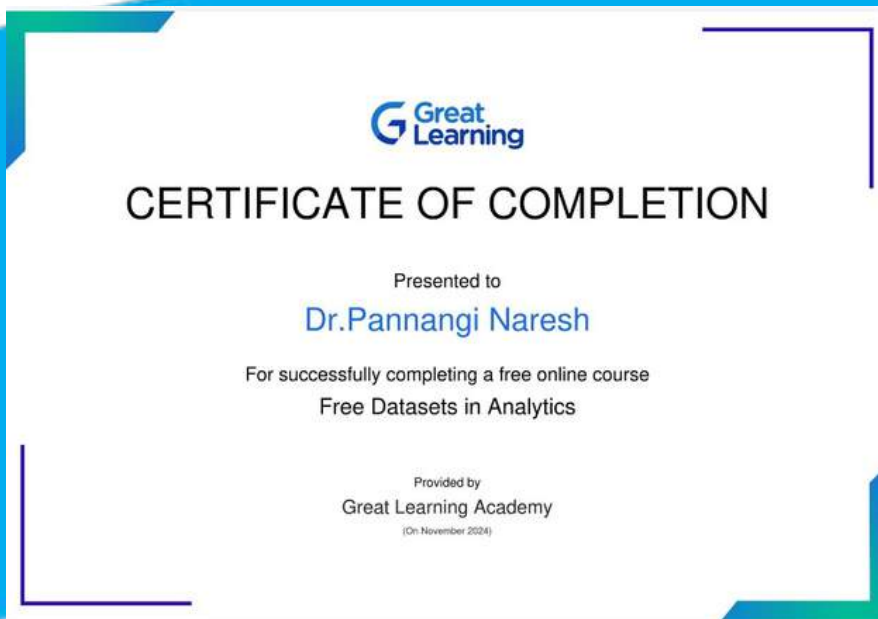 Great
Learning
CERTIFICATE OF COMPLETION
Presented to
Dr.Pannangi Naresh
For successfully completing a free online course
Free Datasets in Analytics
Provided by
Great Learning Academy
(On November 2024)